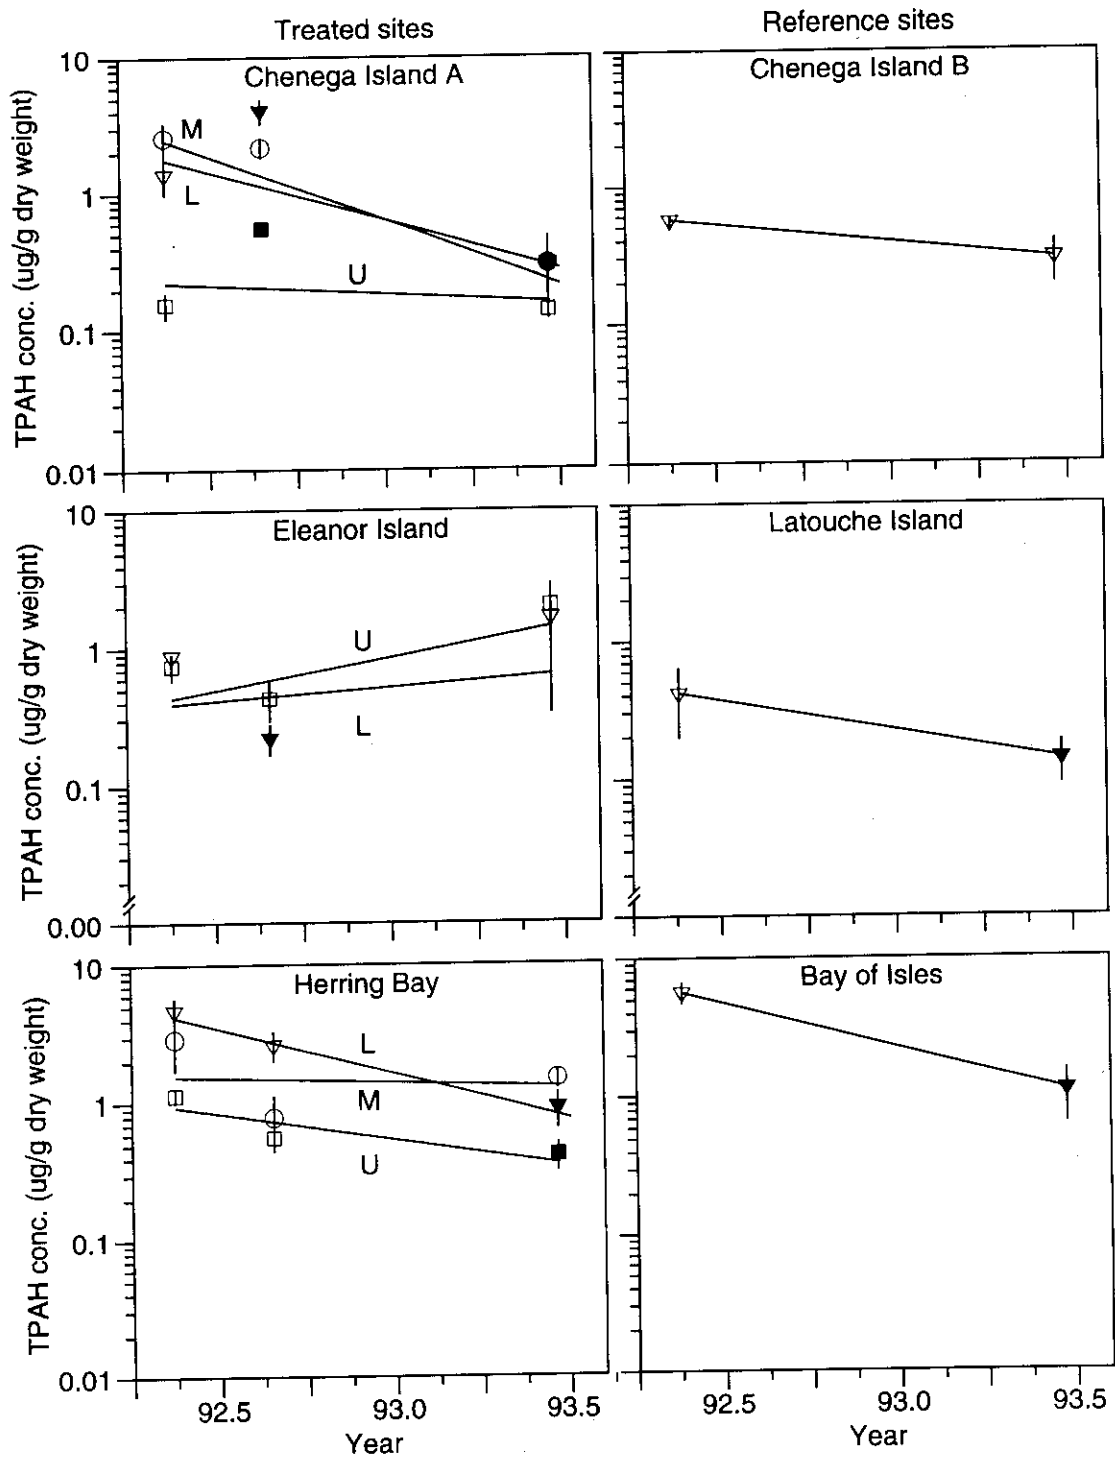 Treated sites
Reference sites
Chenega Island A
Chenega Island B
TPAH conc. (ug/g dry weight)
10
1
0.1
0.01
M
L
U
Eleanor Island
Latouche Island
TPAH conc. (ug/g dry weight)
10
1
0.1
0.00
U
L
Herring Bay
Bay of Isles
TPAH conc. (ug/g dry weight)
10
1
0.1
0.01
L
M
U
92.5 93.0 93.5
92.5 93.0 93.5
Year
Year